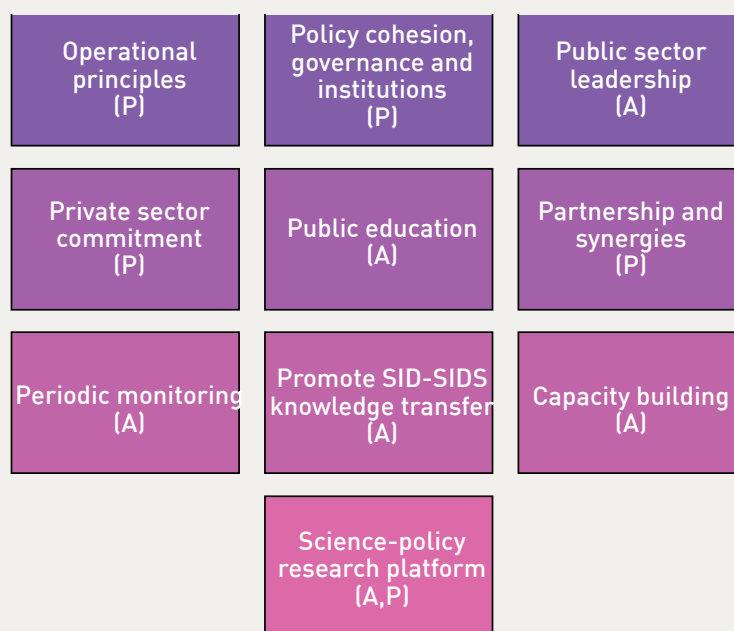 Operational
principles
(P)
Policy cohesion,
governance and
institutions
(P)
Public sector
leadership
(A)
Private sector
commitment
(P)
Public education
(A)
Partnership and
synergies
(P)
Periodic monitoring
(A)
Promote SID-SIDS
knowledge transfer
(A)
Capacity building
(A)
Science-policy
research platform
(A,P)